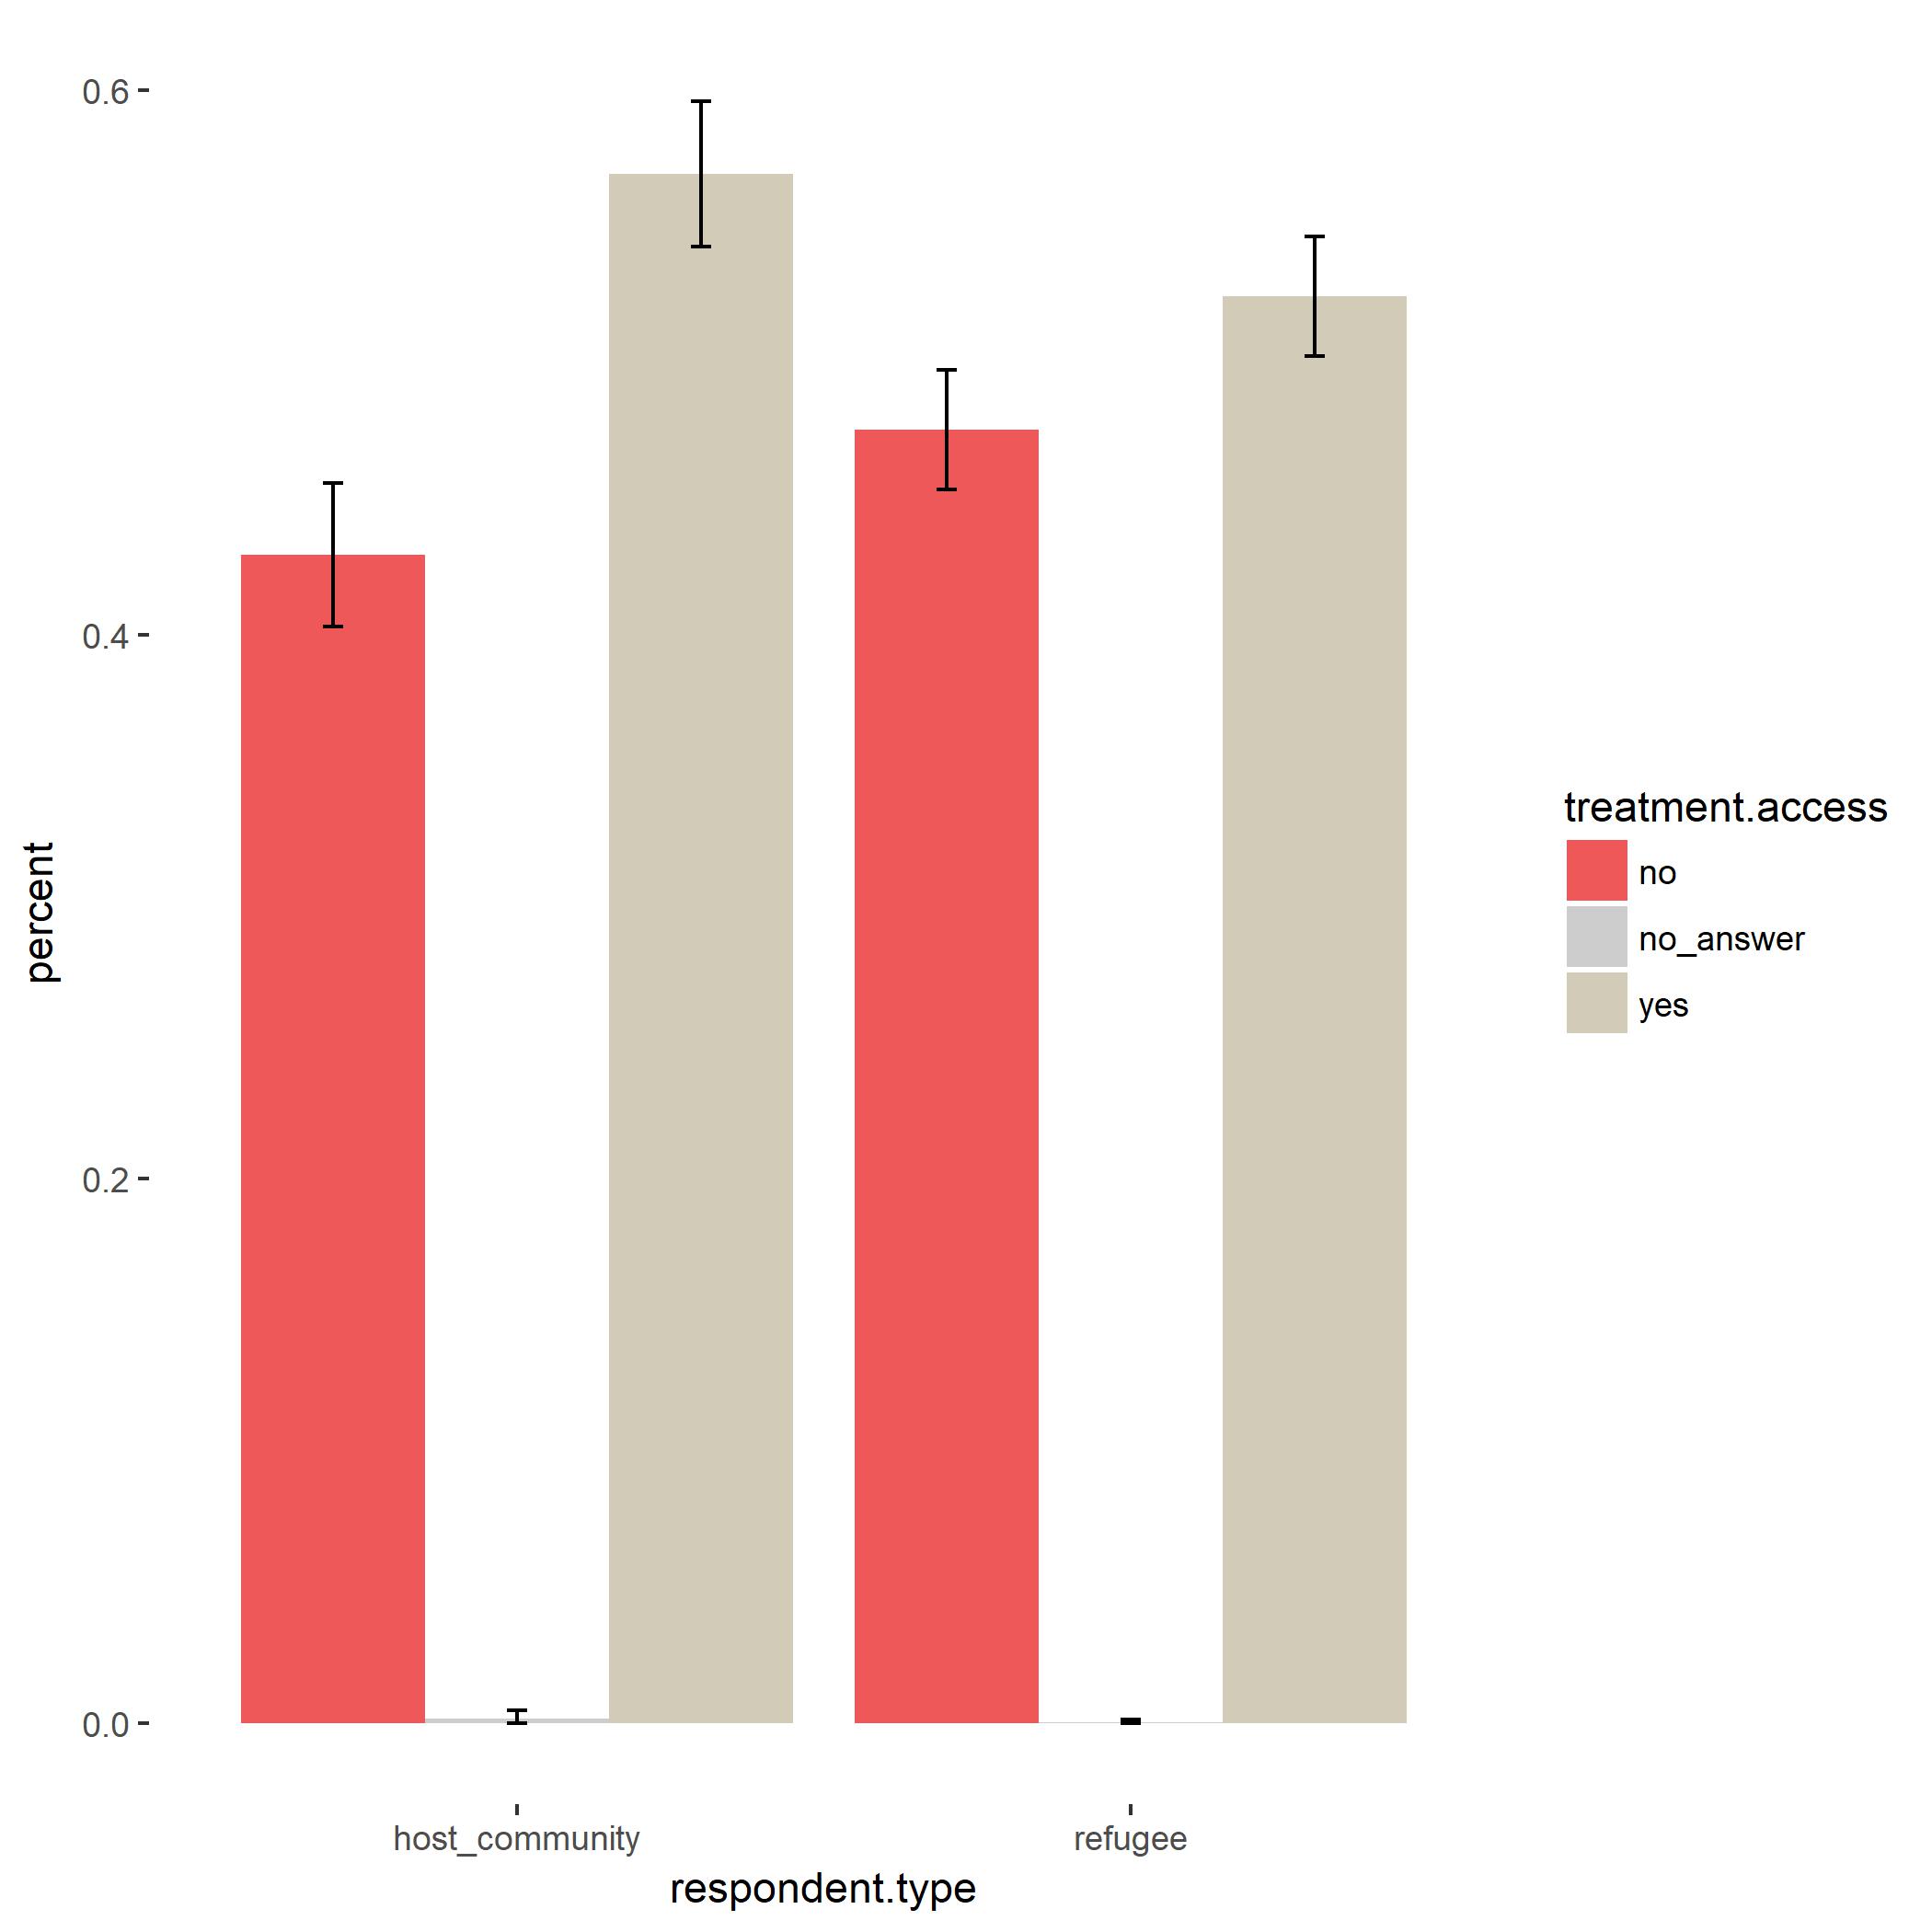 percent
0.6
0.4
0.2
0.0
host_community
refugee
respondent.type
treatment.access
no
no_answer
yes